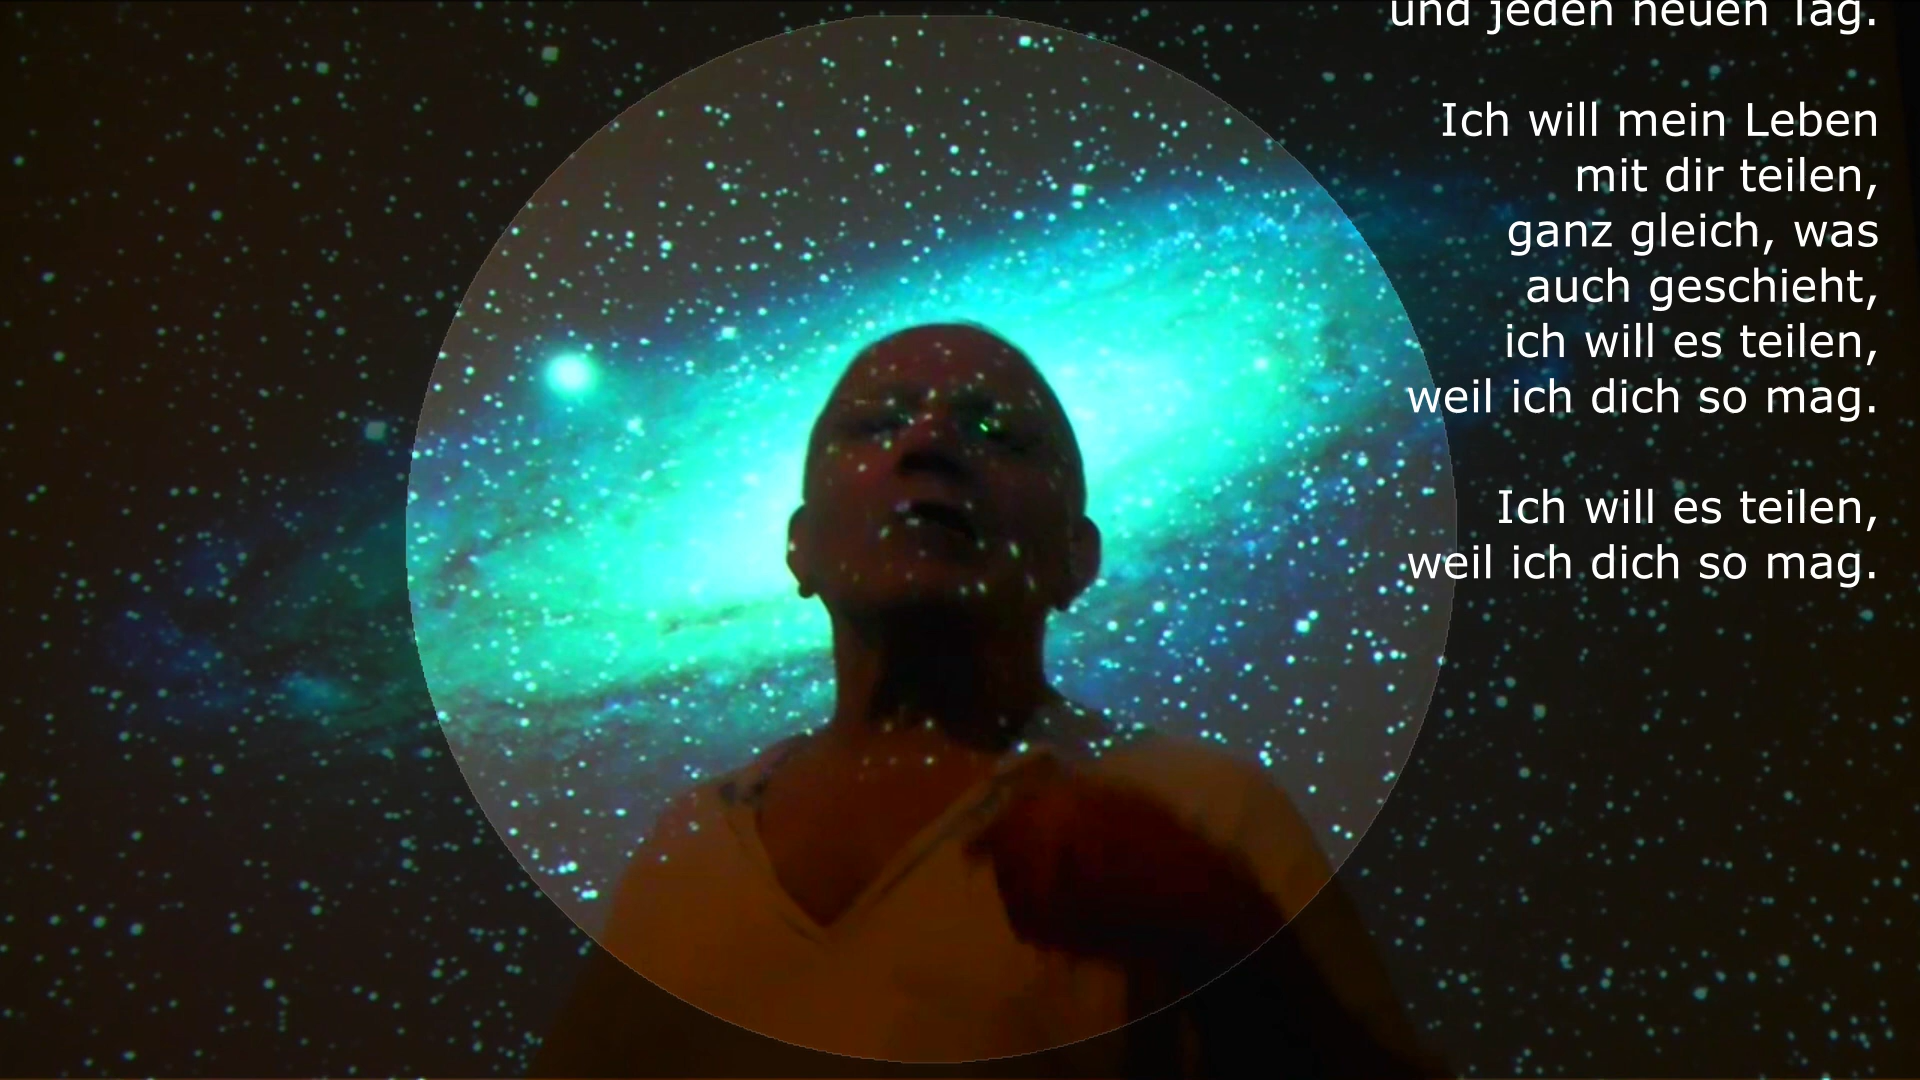 und jeden neuen Tag.
Ich will mein Leben
mit dir teilen,
ganz gleich, was
auch geschieht,
ich will es teilen,
weil ich dich so mag.
Ich will es teilen,
weil ich dich so mag.